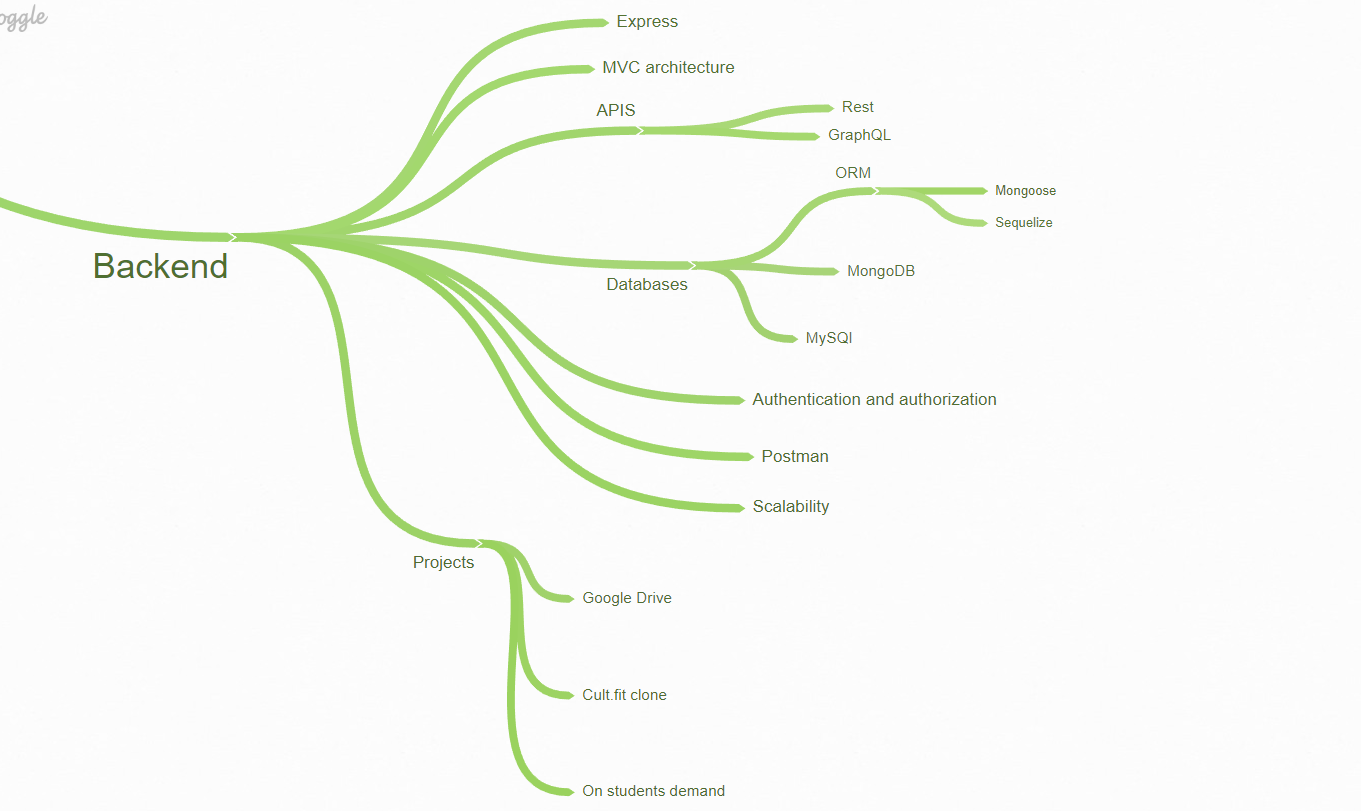 oggle
Express
MVC architecture
APIS
Rest
GraphQL
ORM
Mongoose
Sequelize
Backend
Databases
MongoDB
MySQl
Authentication and authorization
Postman
Scalability
Projects
Google Drive
Cult.fit clone
On students demand